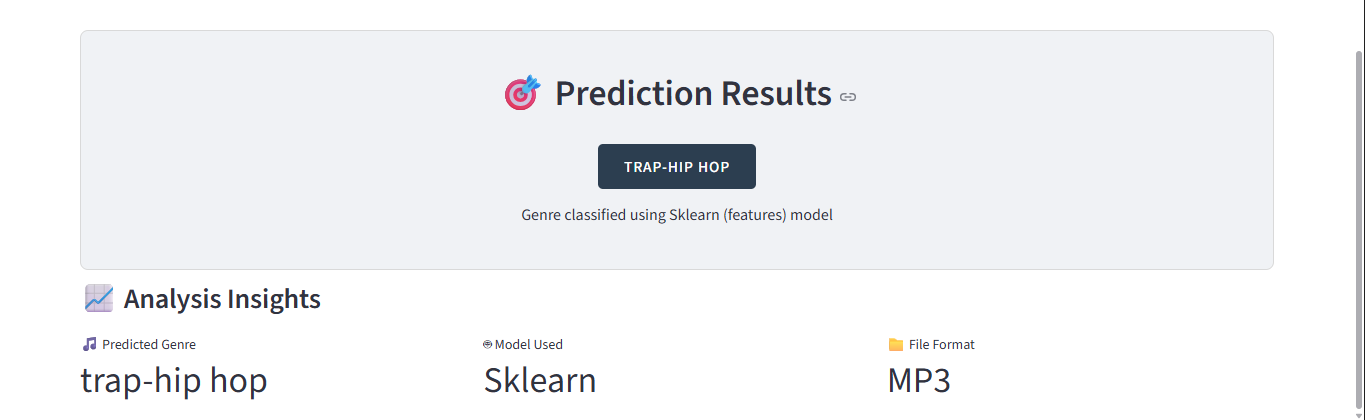 Prediction Results
TRAP-HIP HOP
Genre classified using Sklearn (features) model
Analysis Insights
Predicted Genre
trap-hip hop
Model Used
Sklearn
File Format
MP3